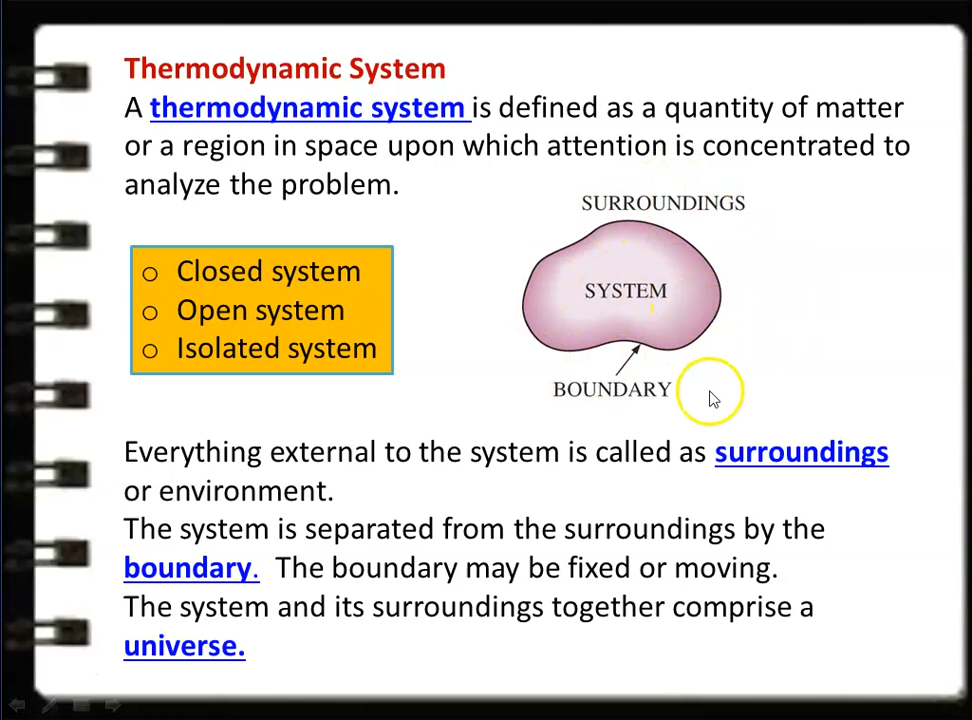 Thermodynamic System
A thermodynamic system is defined as a quantity of matter
or a region in space upon which attention is concentrated to
analyze the problem.
SURROUNDINGS
SYSTEM
BOUNDARY
o Closed system
o Open system
o Isolated system
Everything external to the system is called as surroundings
or environment.
The system is separated from the surroundings by the
boundary. The boundary may be fixed or moving.
The system and its surroundings together comprise a
universe.